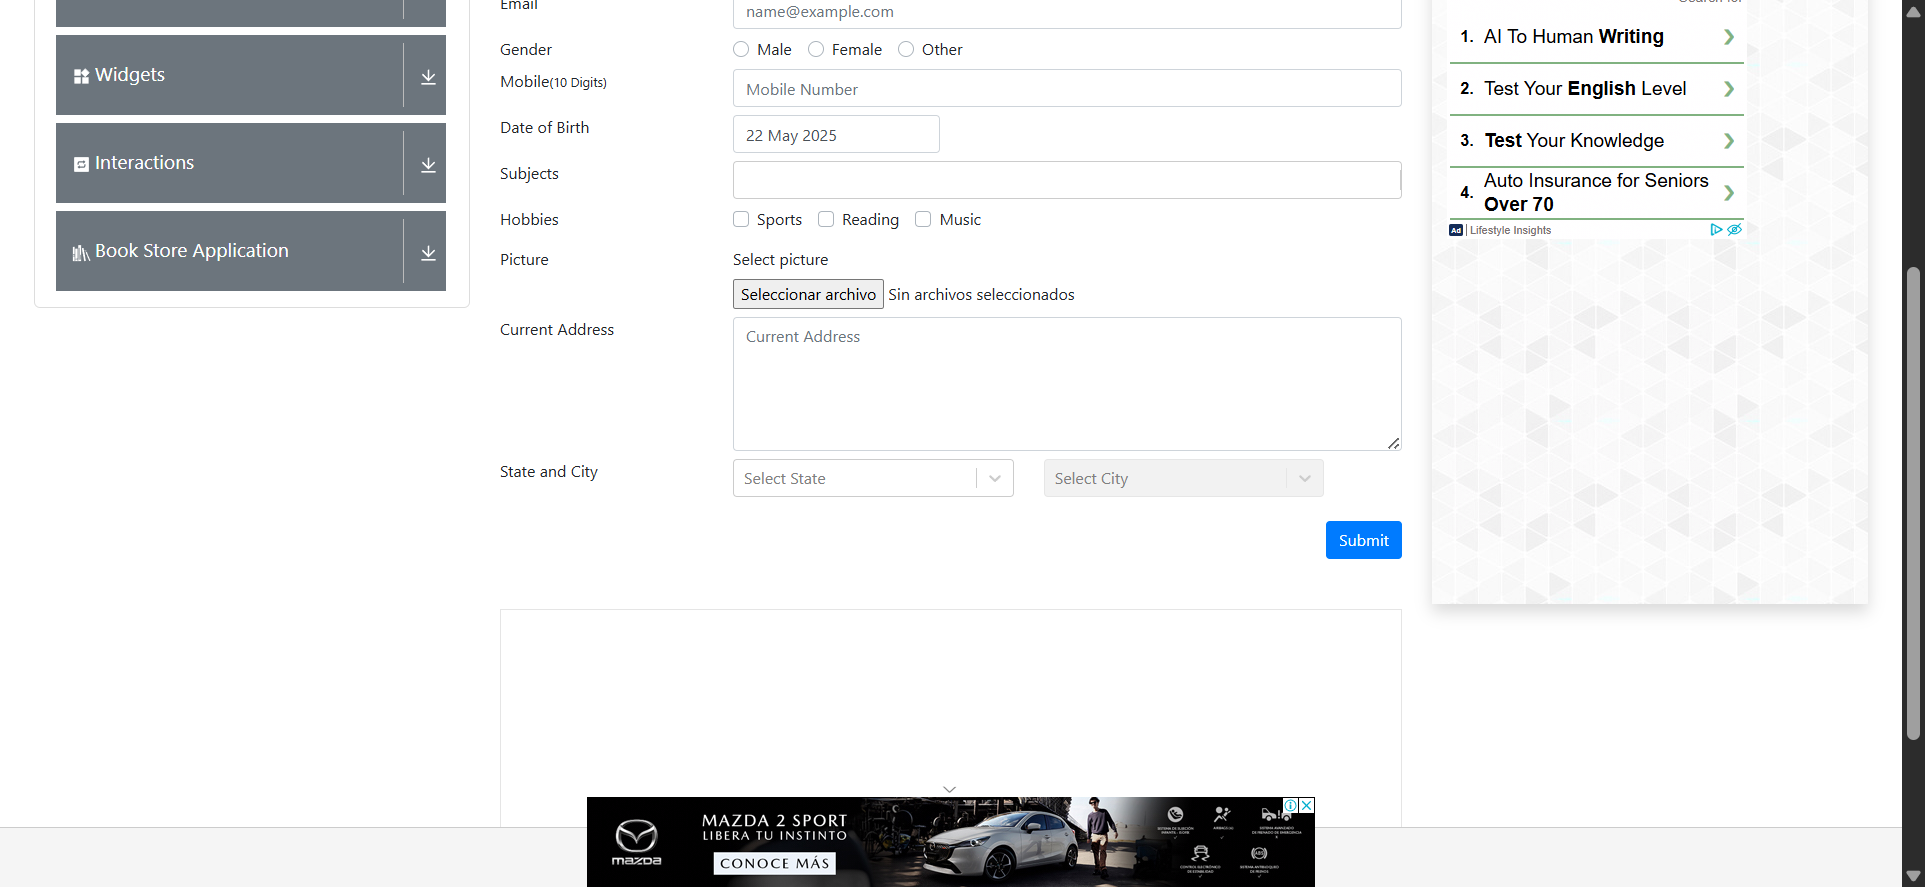 Widgets
Interactions
Book Store Application
Email
name@example.com
Gender
Male
Female
Other
Mobile(10 Digits)
Mobile Number
Date of Birth
22 May 2025
Subjects
Hobbies
Sports
Reading
Music
Picture
Select picture
Seleccionar archivo
Sin archivos seleccionados
Current Address
Current Address
State and City
Select State
Select City
Submit
Search for
1. AI To Human Writing
2. Test Your English Level
3. Test Your Knowledge
4. Auto Insurance for Seniors
Over 70
Ad
Lifestyle Insights
mazda
MAZDA 2 SPORT
LIBERA TU INSTINTO
CONOCE MÁS